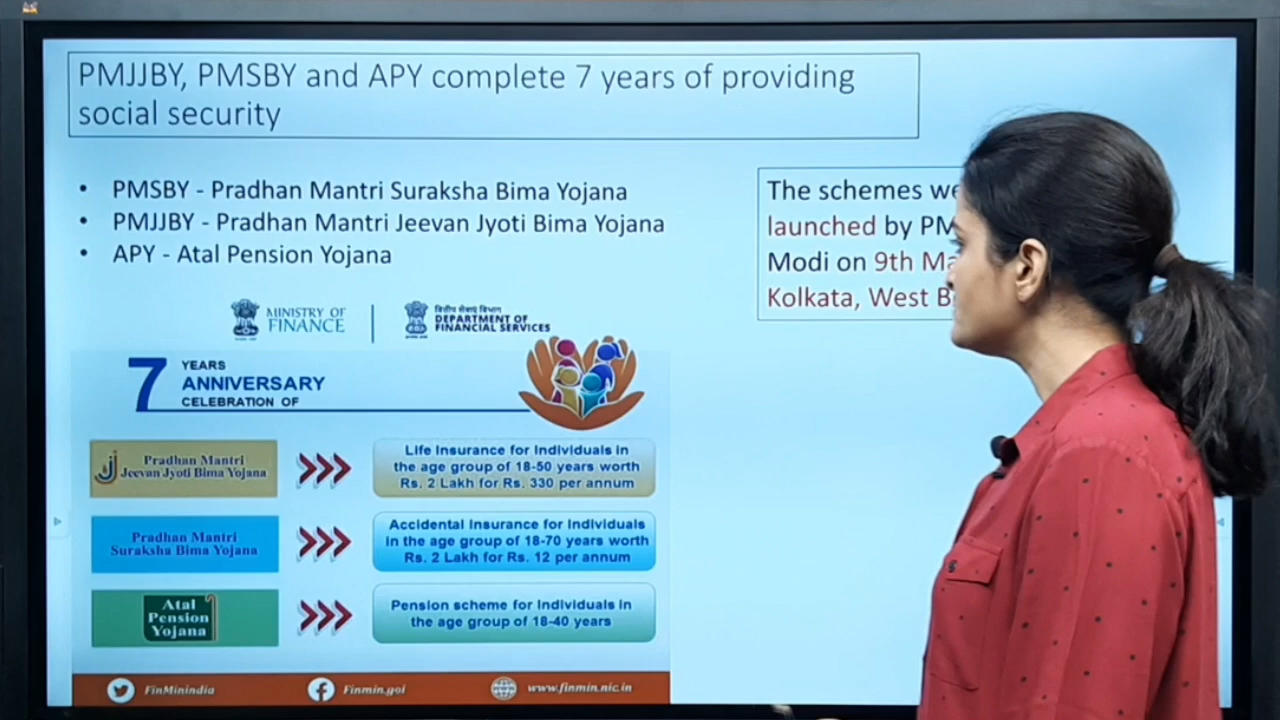 PMJJBY, PMSBY and APY complete 7 years of providing
social security
• PMSBY - Pradhan Mantri Suraksha Bima Yojana
• PMJJBY - Pradhan Mantri Jeevan Jyoti Bima Yojana
• APY - Atal Pension Yojana
The schemes
launched by PM
Modi on 9th
Kolkata, West
MINISTRY OF
FINANCE
वित्तीय सेवाएं विभाग
DEPARTMENT OF
FINANCIAL SERVICES
7 YEARS
ANNIVERSARY
CELEBRATION OF
Pradhan Mantri
Jeevan Jyoti Bima Yojana
Life Insurance for Individuals in
the age group of 18-50 years worth
Rs. 2 Lakh for Rs. 330 per annum
Pradhan Mantri
Suraksha Bima Yojana
Accidental Insurance for Individuals
in the age group of 18-70 years worth
Rs. 2 Lakh for Rs. 12 per annum
Atal
Pension
Yojana
Pension scheme for Individuals in
the age group of 18-40 years
FinMinindia
Finmin.goi
www.finmin.nic.in